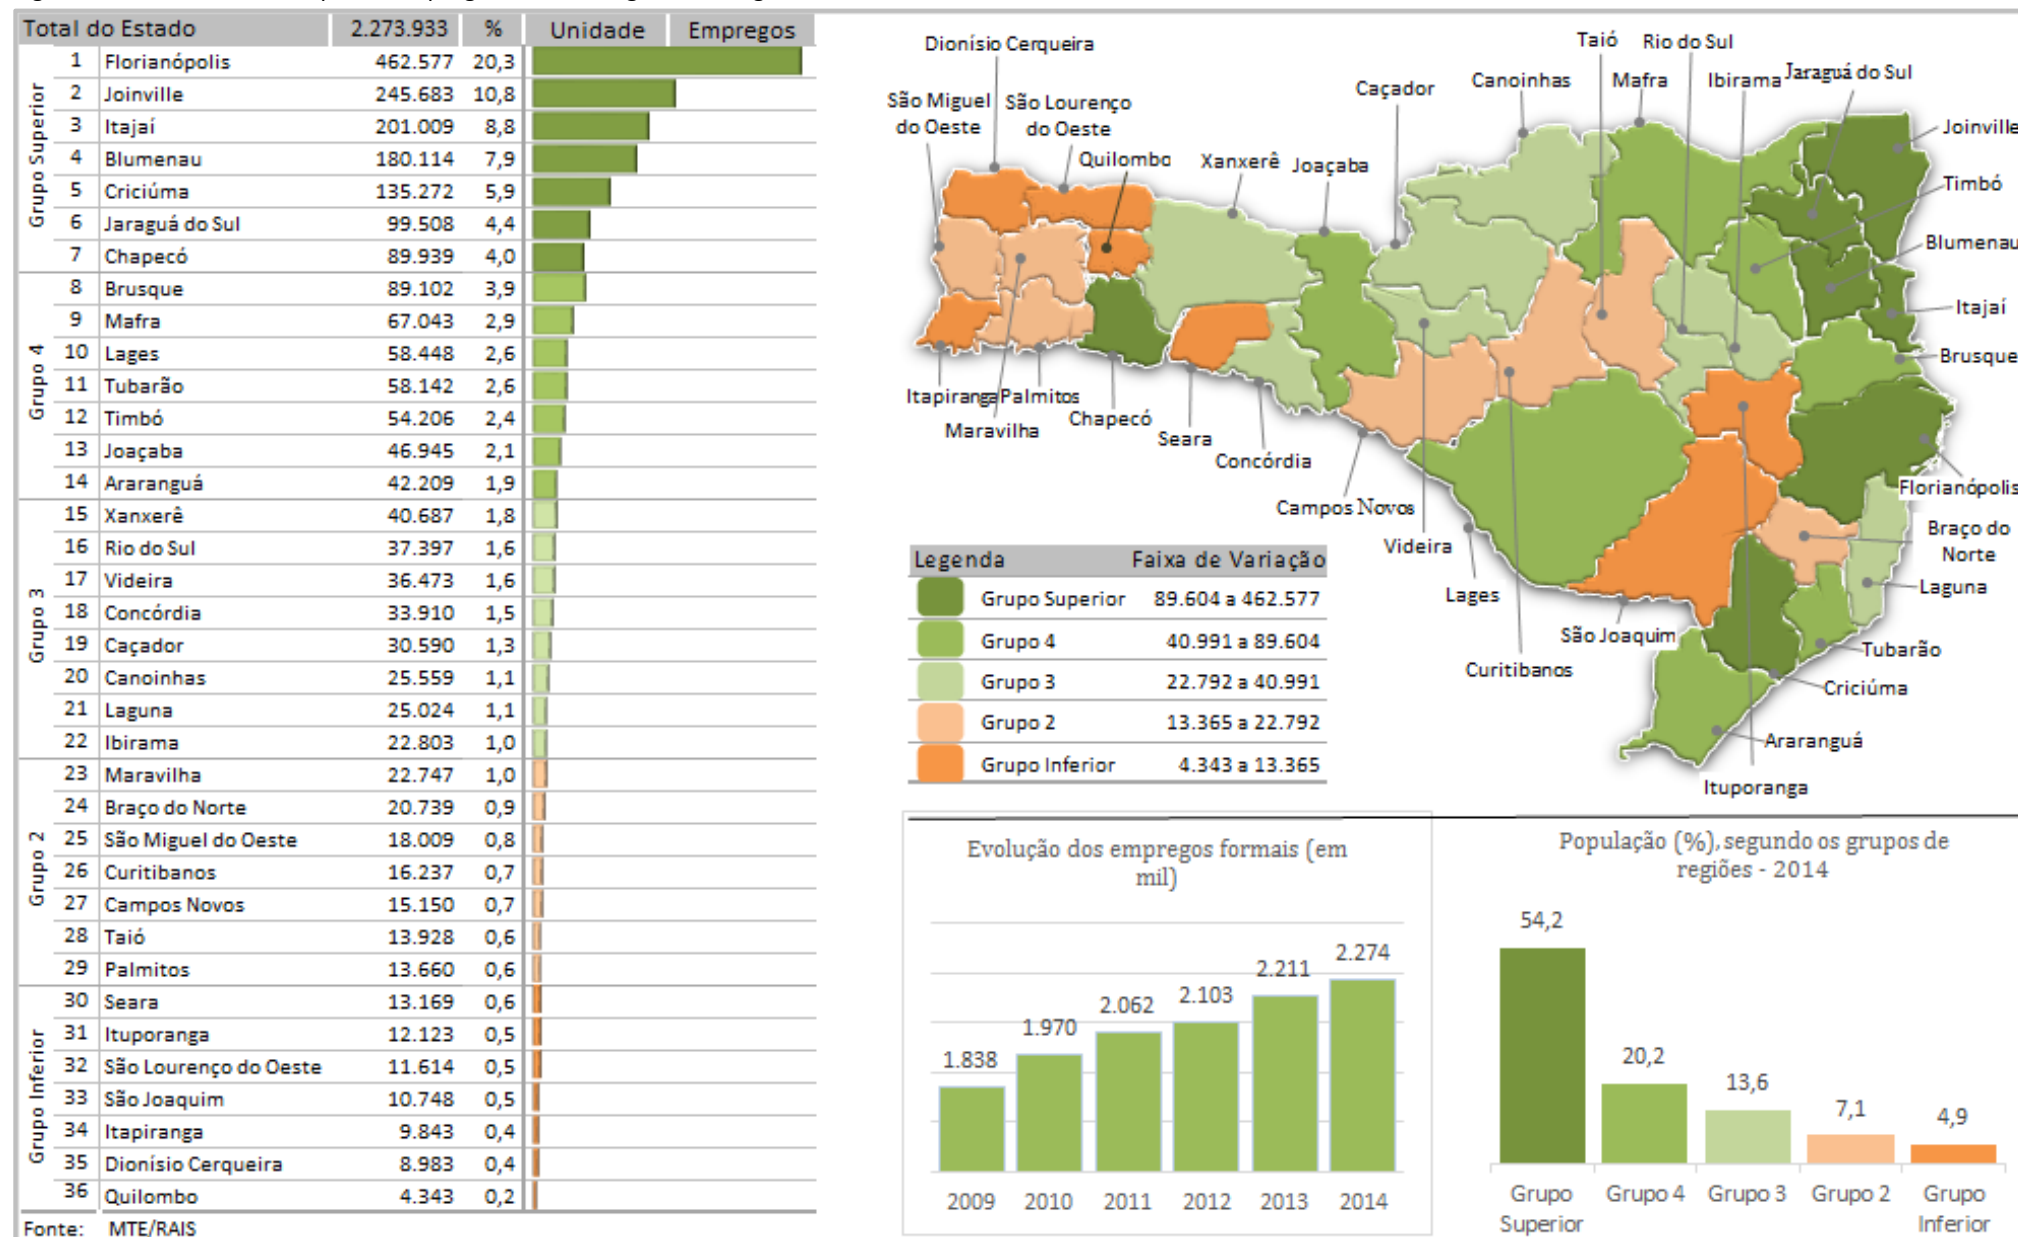 Total do Estado 2.273.933 % Unidade Empregos
Grupo Superior
1 Florianópolis 462.577 20,3
2 Joinville 245.683 10,8
3 Itajaí 201.009 8,8
4 Blumenau 180.114 7,9
5 Criciúma 135.272 5,9
6 Jaraguá do Sul 99.508 4,4
7 Chapecó 89.939 4,0
Grupo 4
8 Brusque 89.102 3,9
9 Mafra 67.043 2,9
10 Lages 58.448 2,6
11 Tubarão 58.142 2,6
12 Timbó 54.206 2,4
13 Joaçaba 46.945 2,1
14 Araranguá 42.209 1,9
Grupo 3
15 Xanxerê 40.687 1,8
16 Rio do Sul 37.397 1,6
17 Videira 36.473 1,6
18 Concórdia 33.910 1,5
19 Caçador 30.590 1,3
20 Canoinhas 25.559 1,1
21 Laguna 25.024 1,1
22 Ibirama 22.803 1,0
Grupo 2
23 Maravilha 22.747 1,0
24 Braço do Norte 20.739 0,9
25 São Miguel do Oeste 18.009 0,8
26 Curitibanos 16.237 0,7
27 Campos Novos 15.150 0,7
28 Taió 13.928 0,6
29 Palmitos 13.660 0,6
Grupo Inferior
30 Seara 13.169 0,6
31 Ituporanga 12.123 0,5
32 São Lourenço do Oeste 11.614 0,5
33 São Joaquim 10.748 0,5
34 Itapiranga 9.843 0,4
35 Dionísio Cerqueira 8.983 0,4
36 Quilombo 4.343 0,2
Fonte: MTE/RAIS
Dionísio Cerqueira
São Miguel
do Oeste
São Lourenço
do Oeste
Quilombo
Xanxerê
Joaçaba
Caçador
Canoinhas
Taió
Mafra
Rio do Sul
Ibirama
Jaraguá do Sul
Joinville
Timbó
Blumenau
Itajaí
Brusque
Florianópolis
Braço do
Norte
Laguna
Tubarão
Criciúma
Araranguá
Ituporanga
São Joaquim
Curitibanos
Lages
Videira
Campos Novos
Concórdia
Seara
Chapecó
Maravilha
Palmitos
Itapiranga
Legenda Faixa de Variação
Grupo Superior 89.604 a 462.577
Grupo 4 40.991 a 89.604
Grupo 3 22.792 a 40.991
Grupo 2 13.365 a 22.792
Grupo Inferior 4.343 a 13.365
Evolução dos empregos formais (em
mil)
1.838 1.970 2.062 2.103 2.211 2.274
2009 2010 2011 2012 2013 2014
População (%), segundo os grupos de
regiões - 2014
54,2 20,2 13,6 7,1 4,9
Grupo Grupo 4 Grupo 3 Grupo 2 Grupo
Superior Inferior